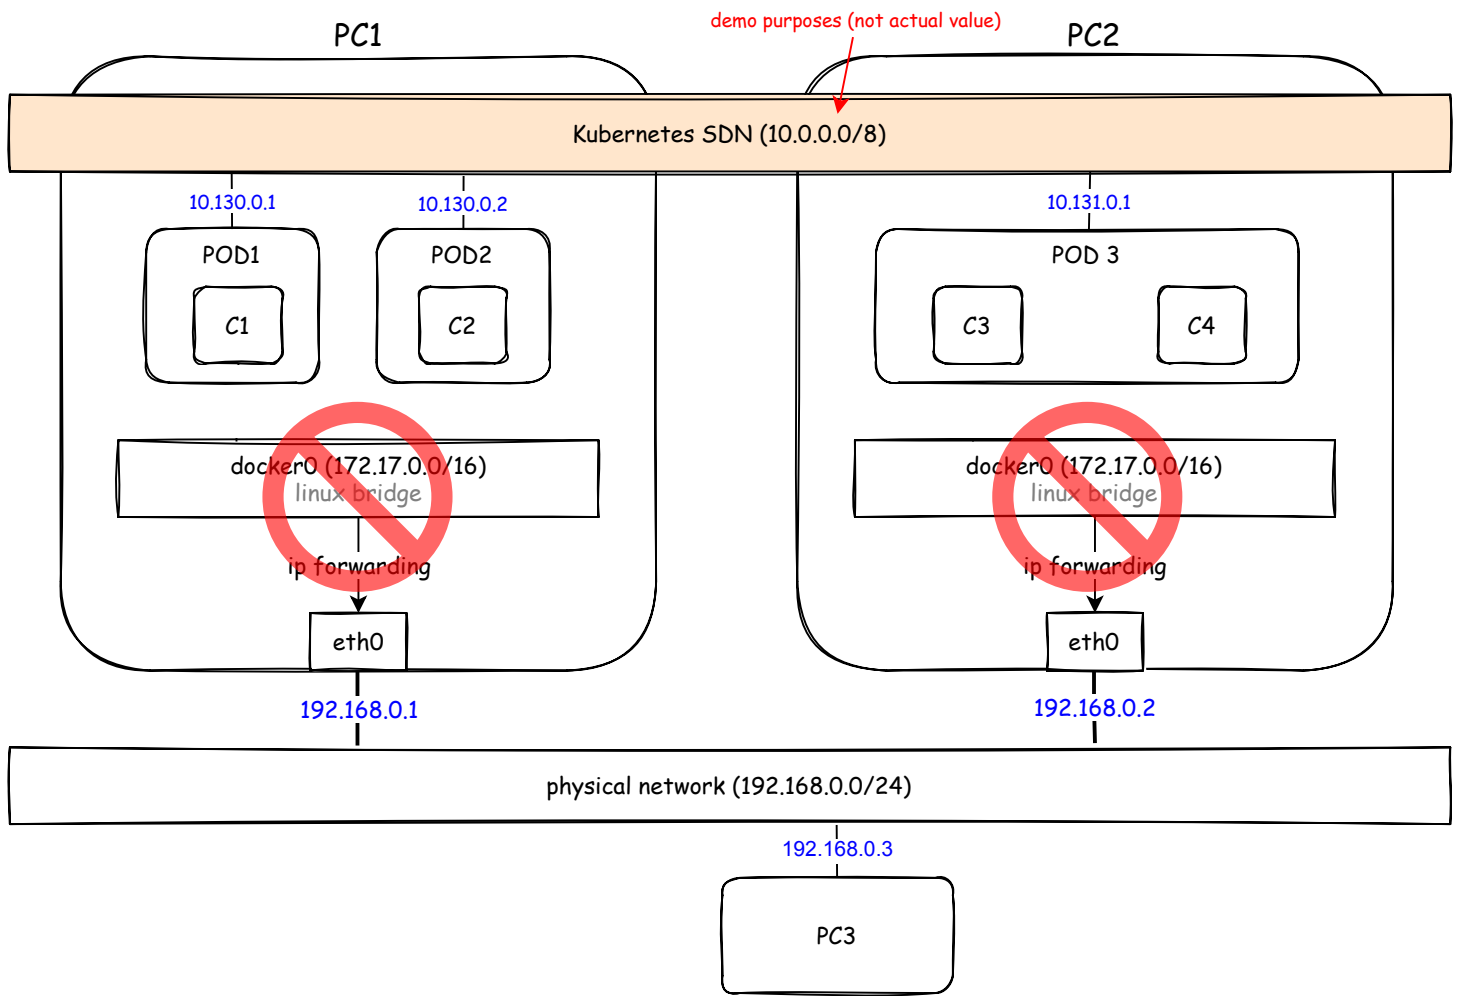 demo purposes (not actual value)
PC1
PC2
Kubernetes SDN (10.0.0.0/8)
10.130.0.1
10.130.0.2
10.131.0.1
POD1
POD2
POD 3
C1
C2
C3
C4
docker0 (172.17.0.0/16)
linux bridge
docker0 (172.17.0.0/16)
linux bridge
ip forwarding
ip forwarding
eth0
eth0
192.168.0.1
192.168.0.2
physical network (192.168.0.0/24)
192.168.0.3
PC3